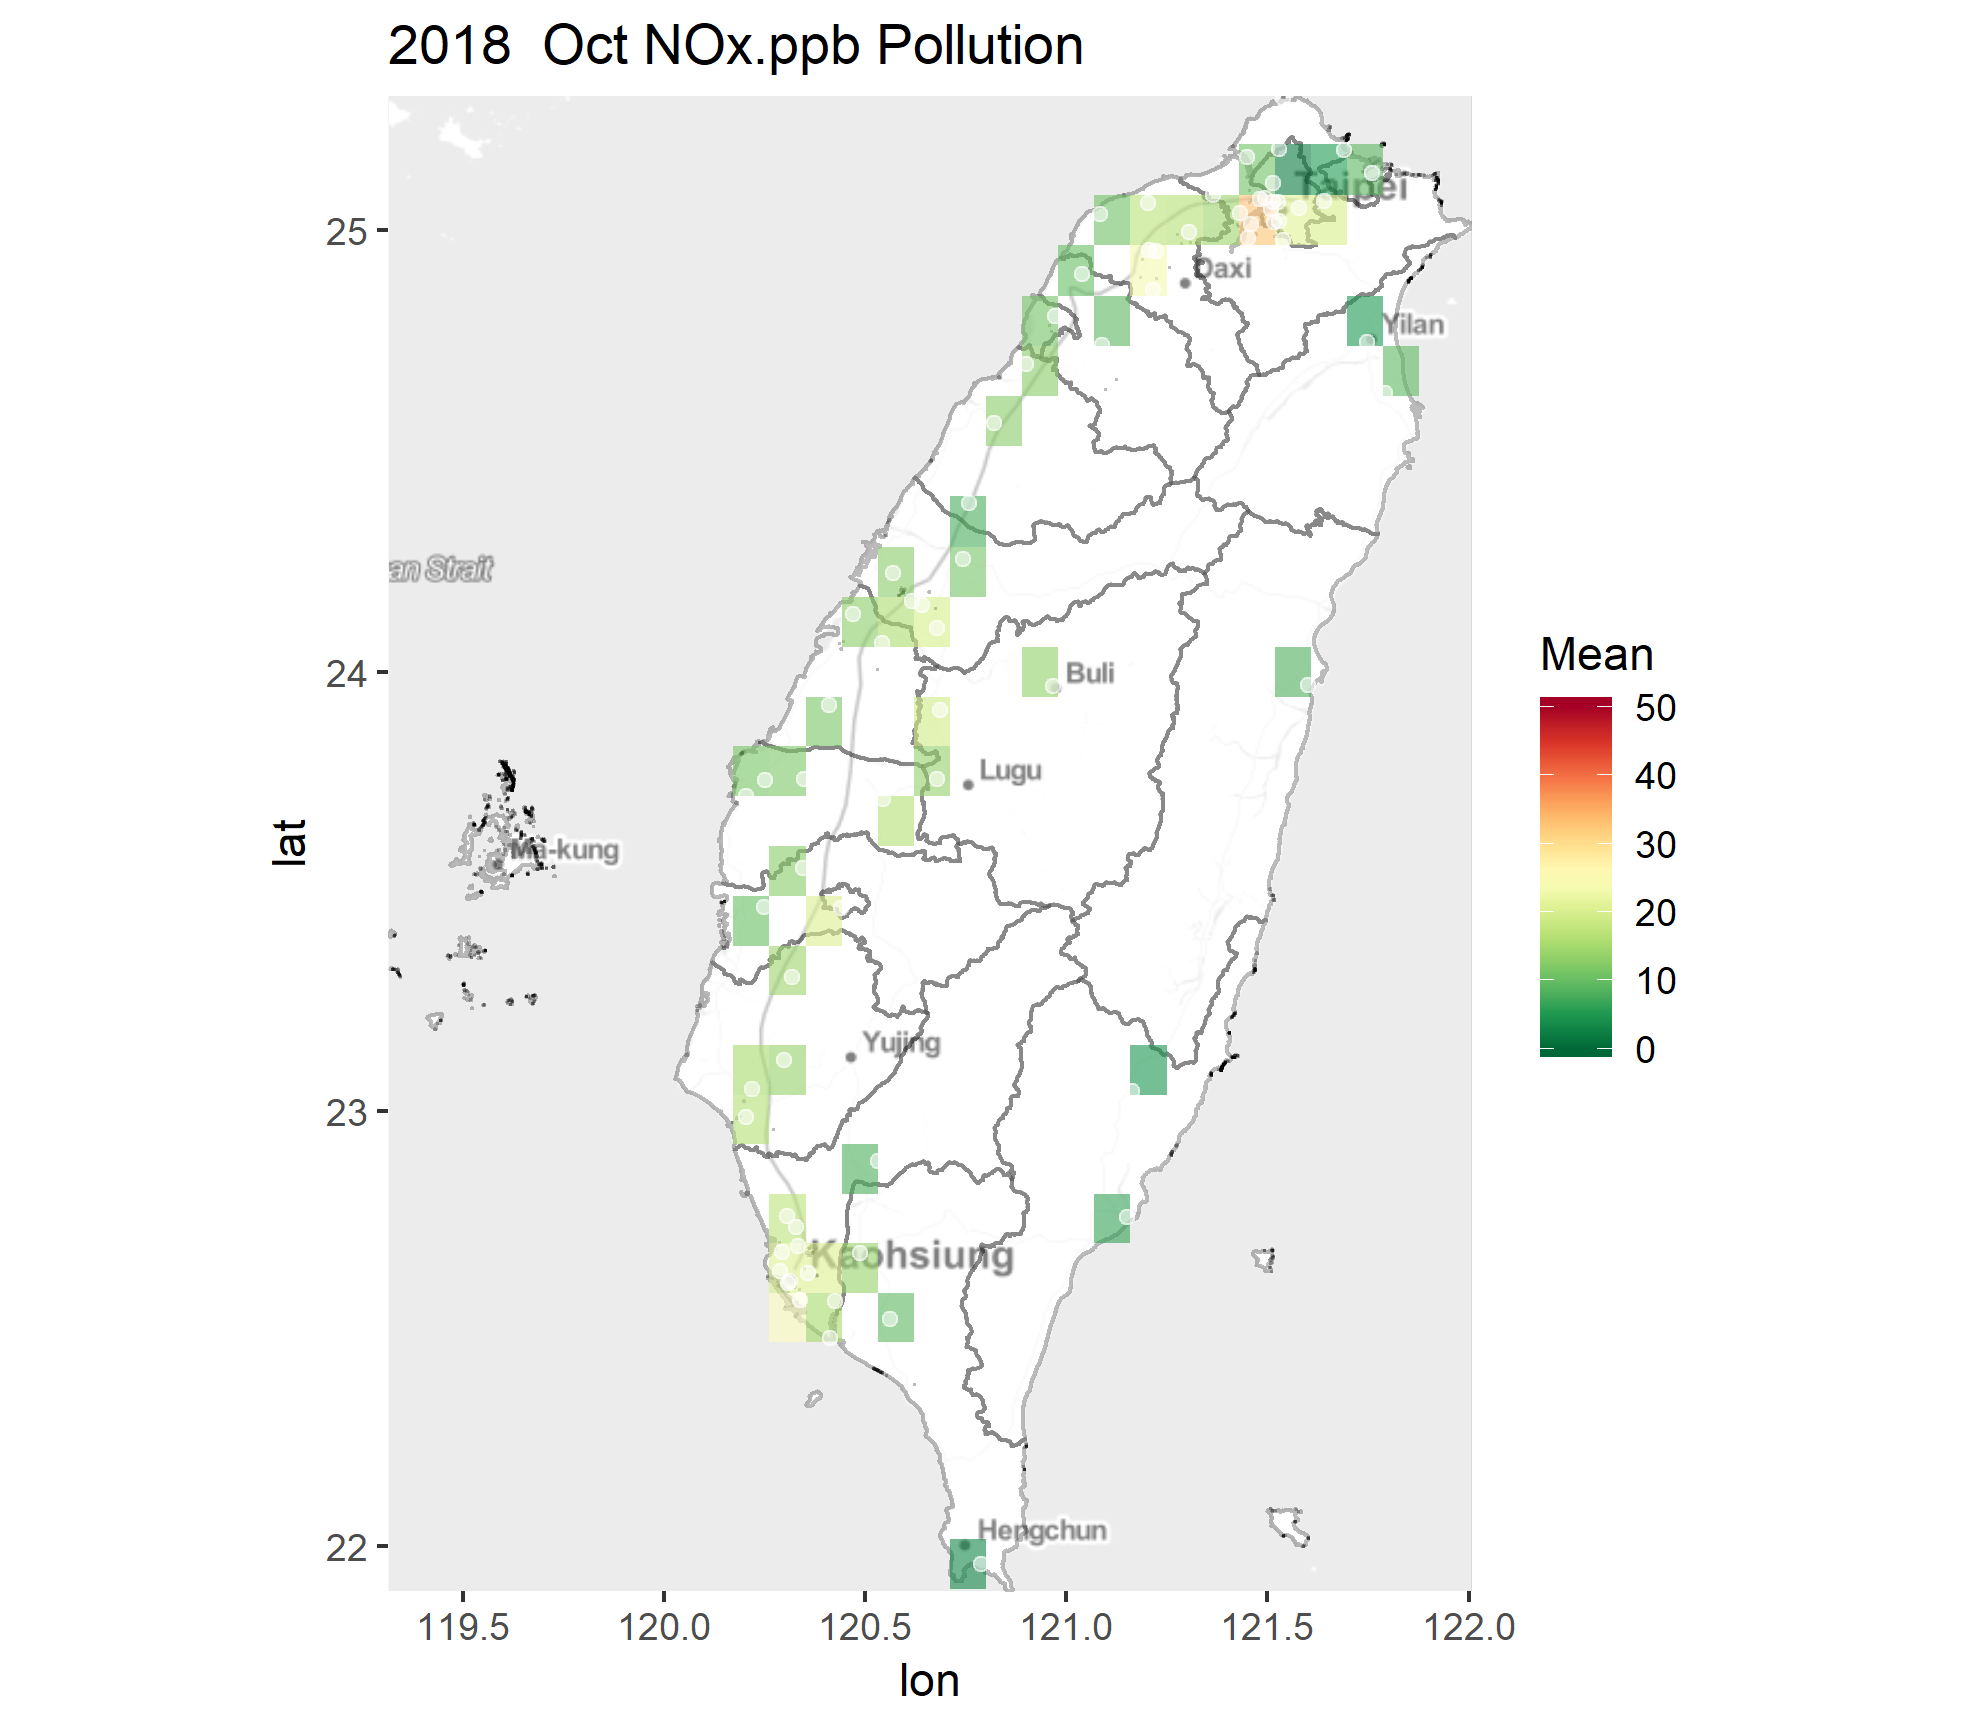 2018  Oct NOx.ppb Pollution
Taipei
25
Daxi
Yilan
an Strait
24
Buli
Mean
50
Lugu
40
lat
Ma-kung
30
20
10
0
Yujing
23
Kaohsiung
Hengchun
22
119.5
120.0
120.5
121.0
121.5
122.0
lon